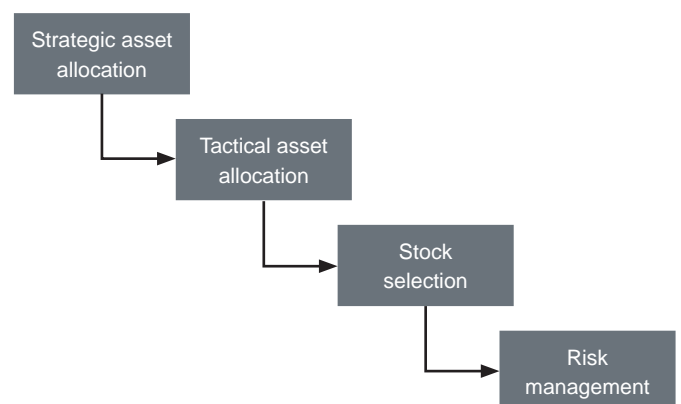 Strategic asset
allocation
Tactical asset
allocation
Stock
selection
Risk
management